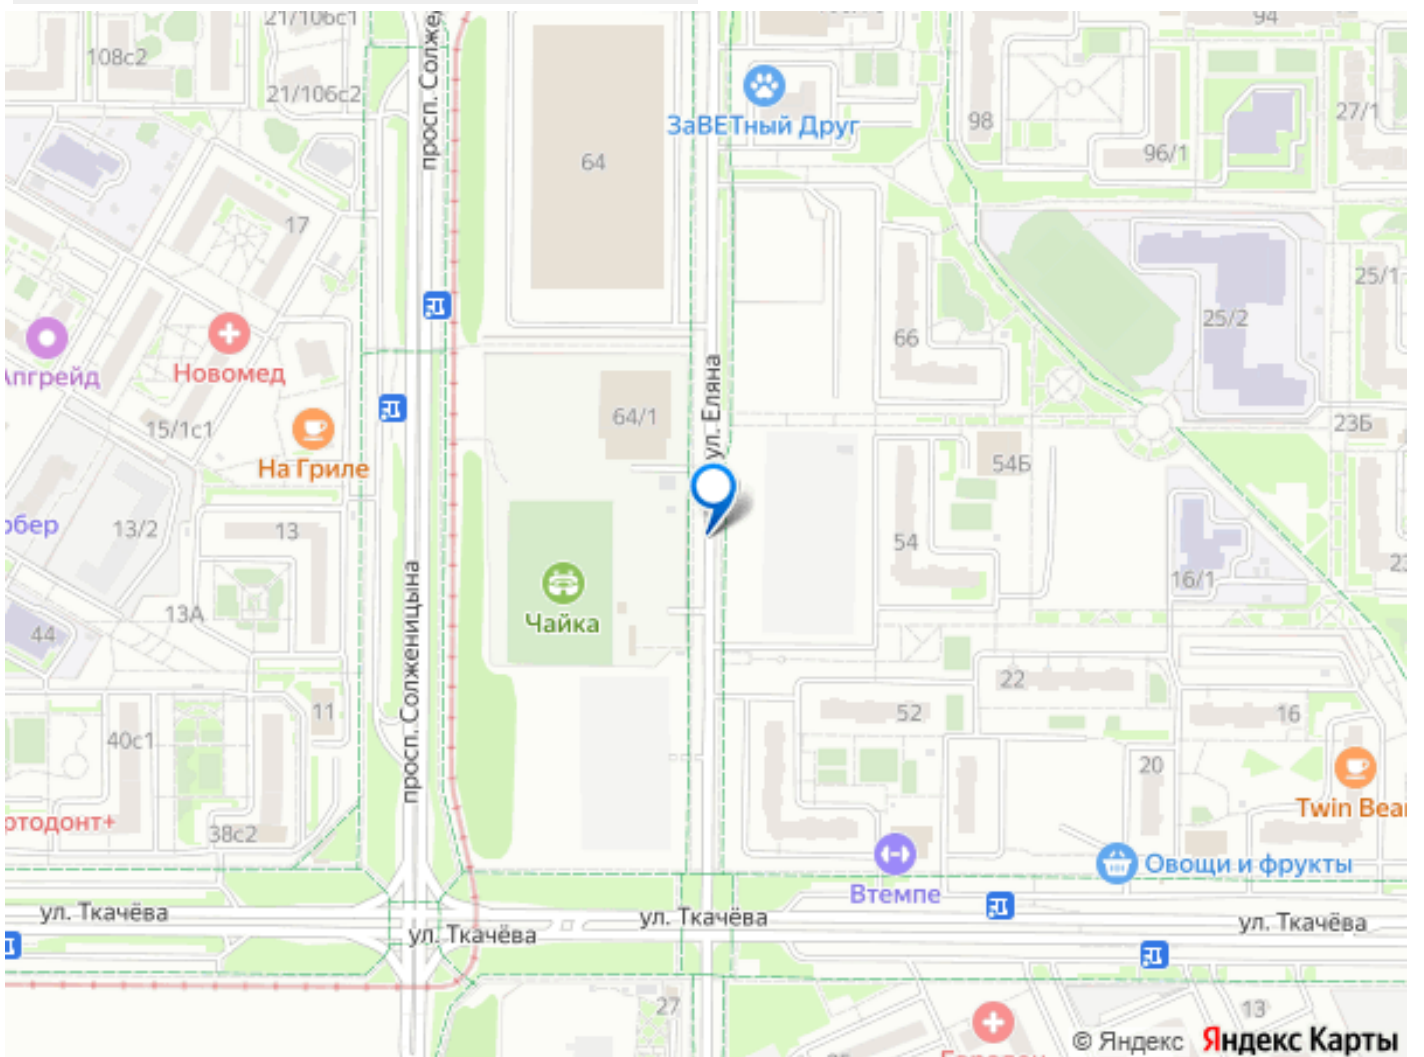 21/106с1
94
108с2
просп. Солже
21/106с2
ЗаВЕТный Друг
98
27/1
96/1
64
17
25/1
25/2
66
Новомед
Апгрейд
ул. Еляна
64/1
15/1с1
23Б
На Гриле
54Б
13/2
13
54
16/1
просп. Солженицына
13А
Чайка
44
22
11
52
16
40с1
20
Twin Bear
ртодонт+
38с2
Втемпе
Овощи и фрукты
ул. Ткачёва
ул. Ткачёва
ул. Ткачёва
ул. Ткачёва
27
13
© Яндекс Яндекс Карты